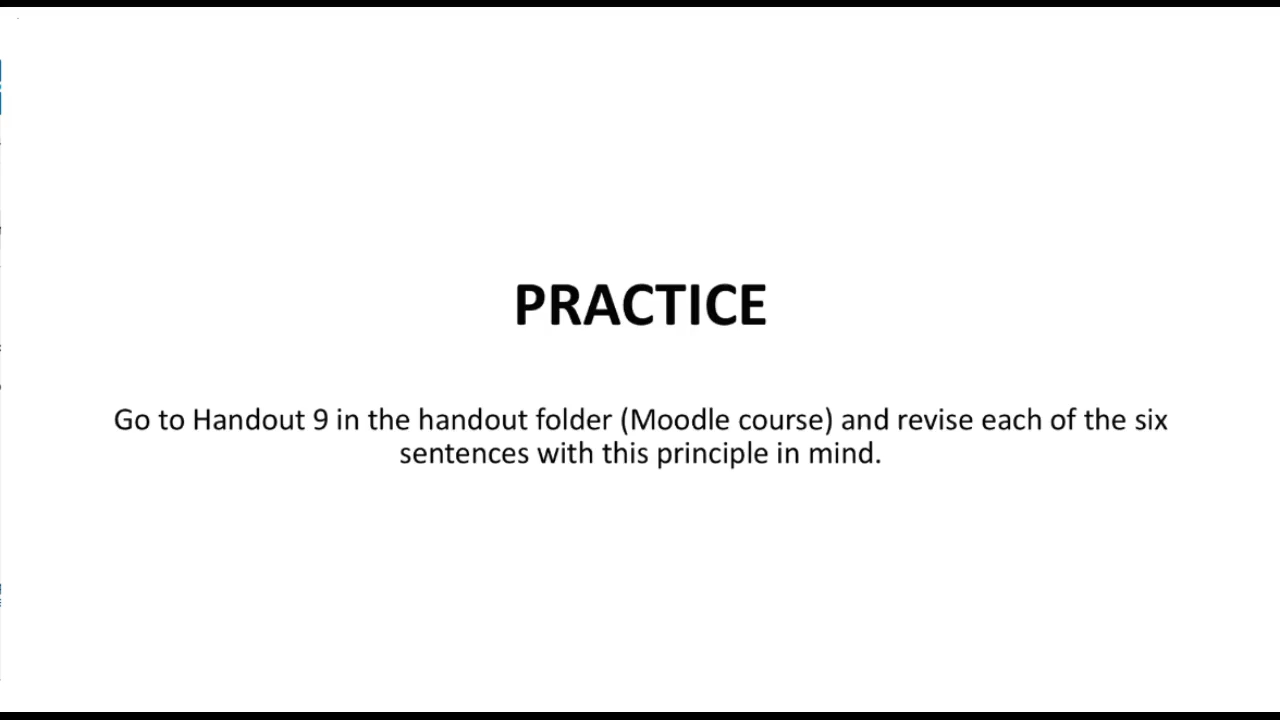 PRACTICE
Go to Handout 9 in the handout folder (Moodle course) and revise each of the six
sentences with this principle in mind.